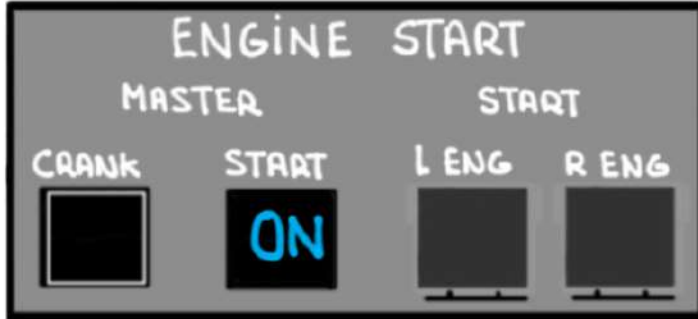 ENGINE START
MASTER START
CRANK START L ENG R ENG
ON